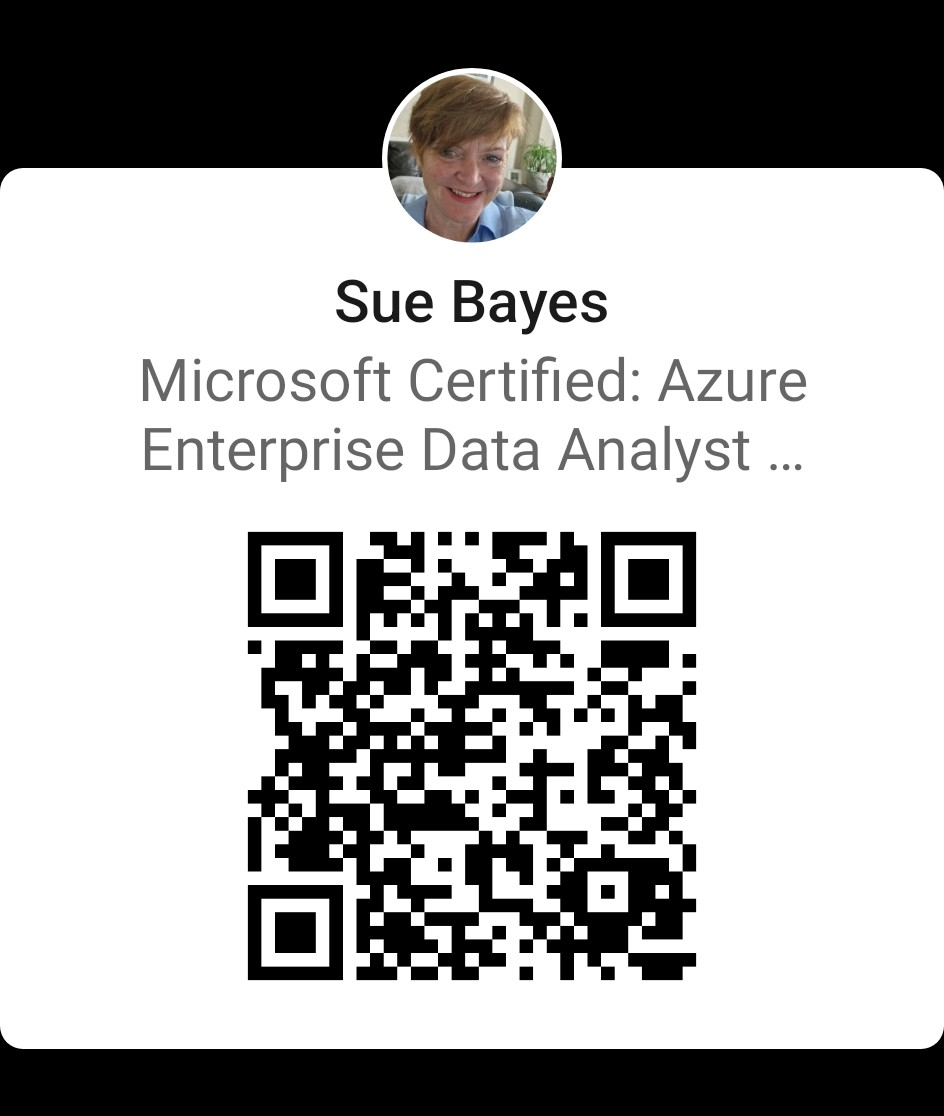 Sue Bayes
Microsoft Certified: Azure
Enterprise Data Analyst ...